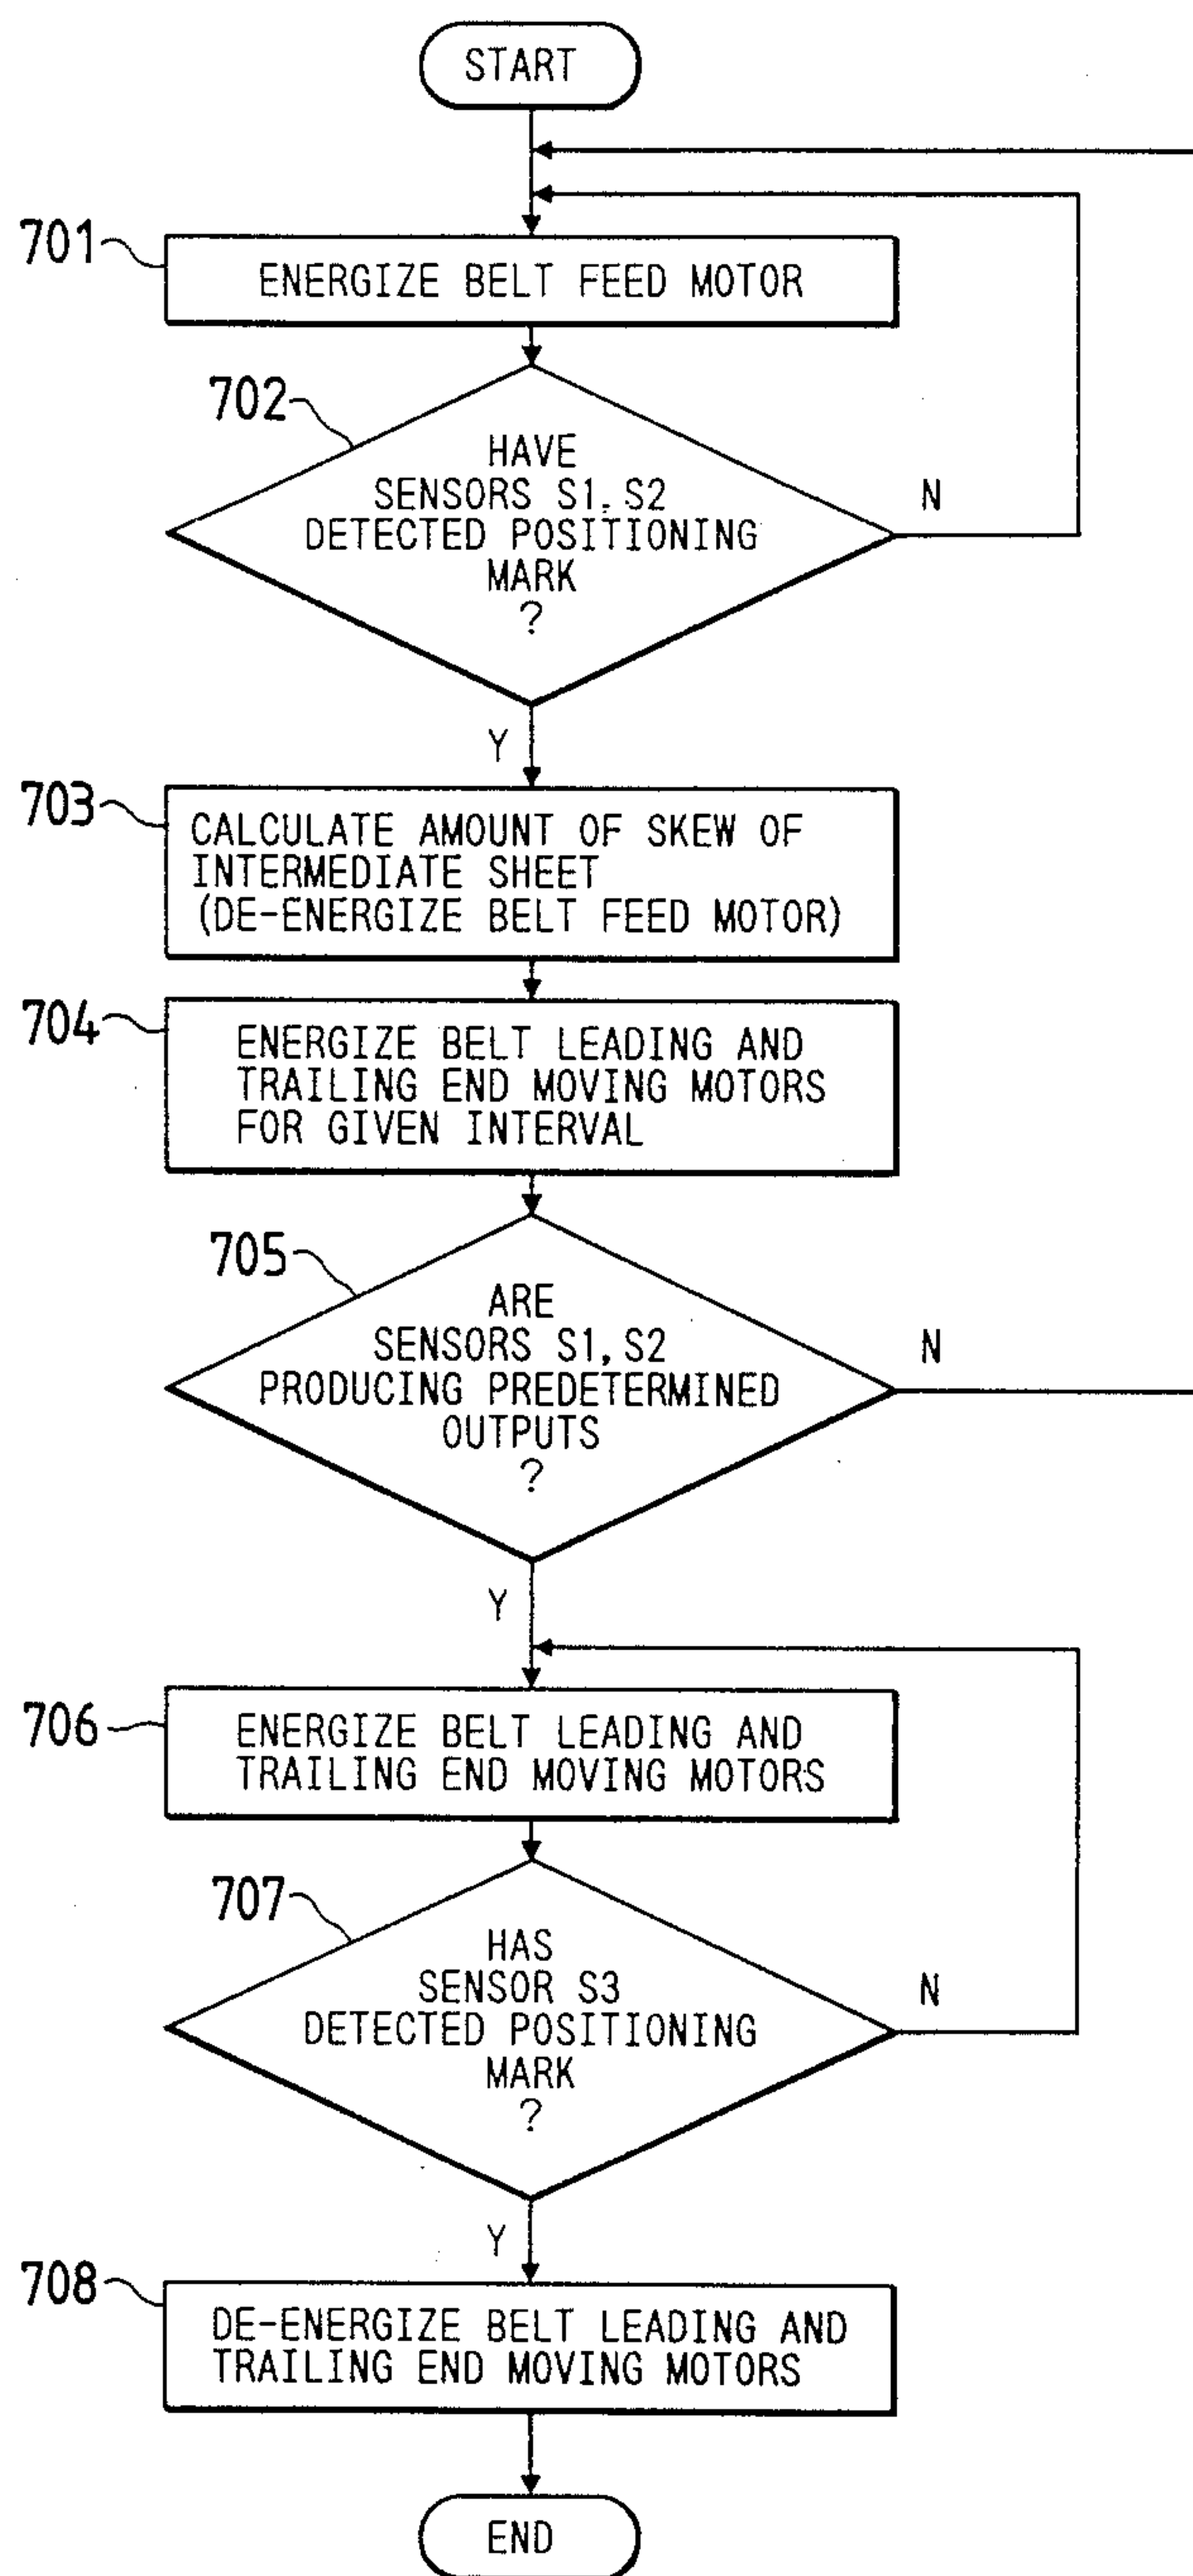 START
701
ENERGIZE BELT FEED MOTOR
702
HAVE
SENSORS S1, S2
DETECTED POSITIONING
MARK
?
N
Y
703
CALCULATE AMOUNT OF SKEW OF
INTERMEDIATE SHEET
(DE-ENERGIZE BELT FEED MOTOR)
704
ENERGIZE BELT LEADING AND
TRAILING END MOVING MOTORS
FOR GIVEN INTERVAL
705
ARE
SENSORS S1, S2
PRODUCING PREDETERMINED
OUTPUTS
?
N
Y
706
ENERGIZE BELT LEADING AND
TRAILING END MOVING MOTORS
707
HAS
SENSOR S3
DETECTED POSITIONING
MARK
?
N
Y
708
DE-ENERGIZE BELT LEADING AND
TRAILING END MOVING MOTORS
END